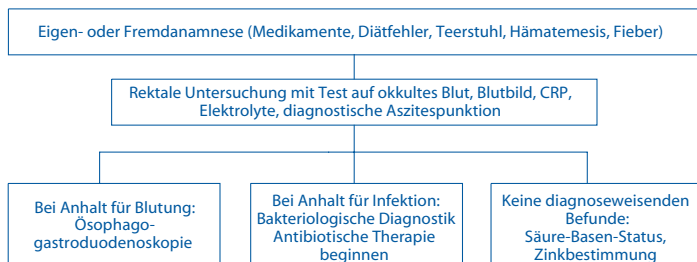 Eigen- oder Fremdanamnese (Medikamente, Diätfehler, Teerstuhl, Hämatemesis, Fieber)
Rektale Untersuchung mit Test auf okkultes Blut, Blutbild, CRP,
Elektrolyte, diagnostische Aszitespunktion
Bei Anhalt für Blutung:
Ösophago-
gastroduodenoskopie
Bei Anhalt für Infektion:
Bakteriologische Diagnostik
Antibiotische Therapie
beginnen
Keine diagnoseweisenden
Befunde:
Säure-Basen-Status,
Zinkbestimmung